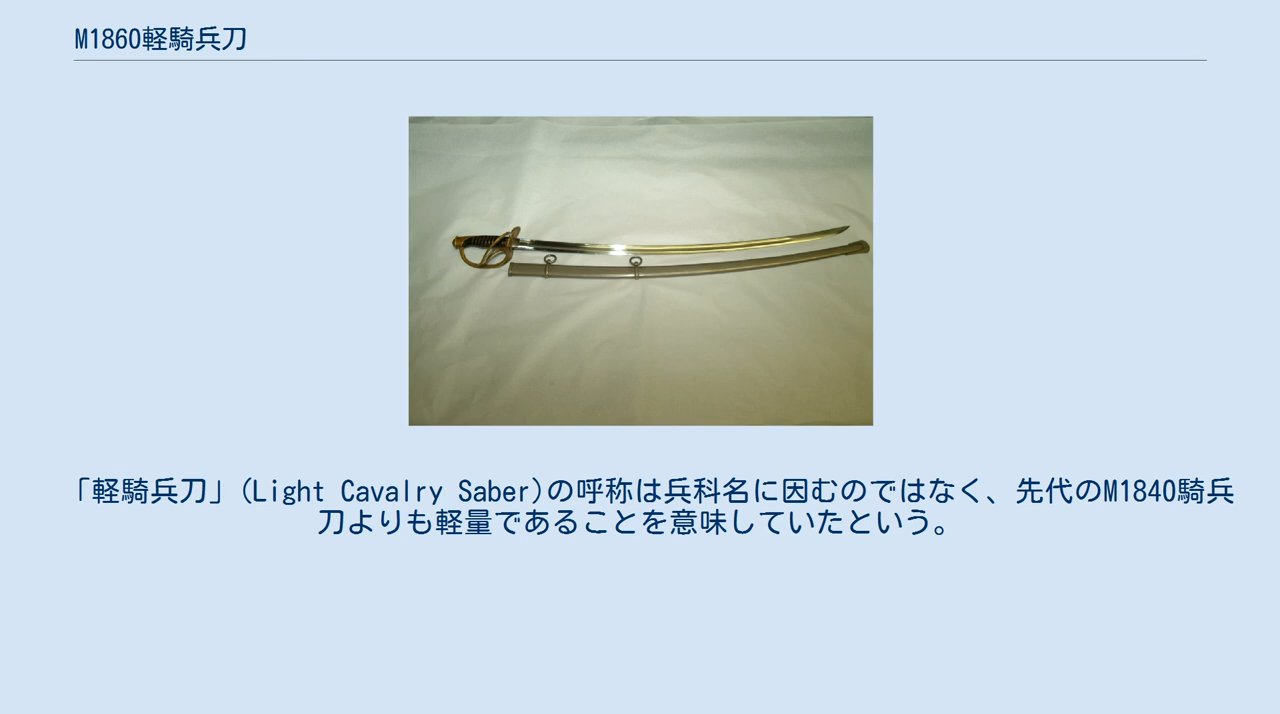 M1860軽騎兵刀
「軽騎兵刀」(Light Cavalry Saber)の呼称は兵科名に因むのではなく、先代のM1840騎兵
刀よりも軽量であることを意味していたという。